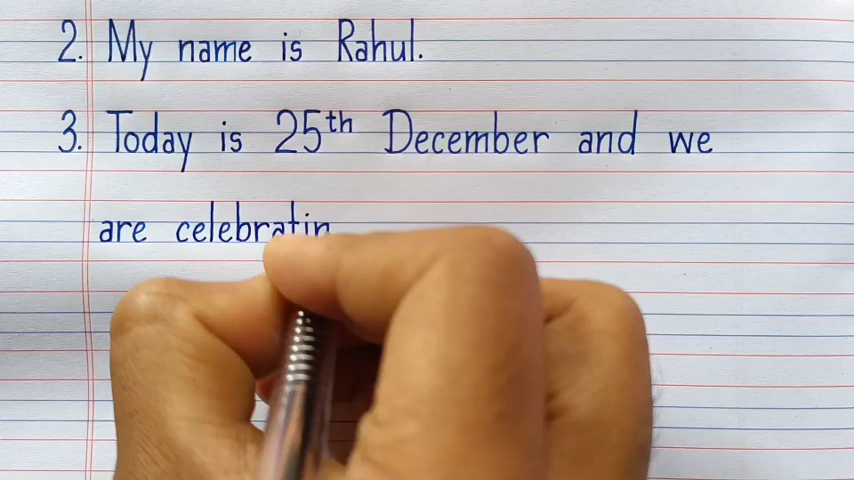 2. My name is Rahul.
3. Today is 25th December and we
are celebratin